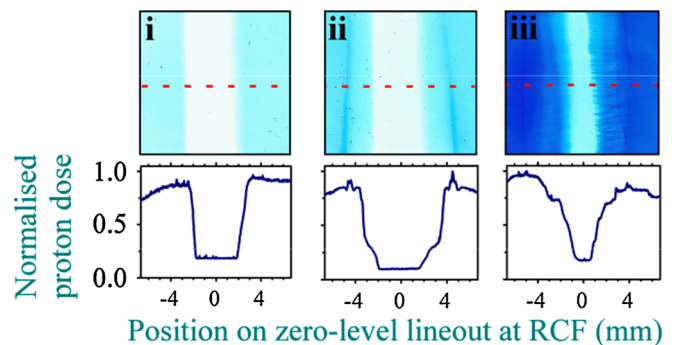 i ii iii
Normalised
proton dose
1.0
0.5
0.0
-4 0 4 -4 0 4 -4 0 4
Position on zero-level lineout at RCF (mm)